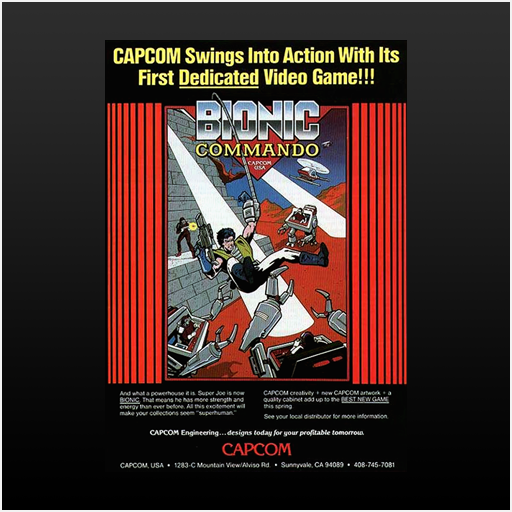 CAPCOM Swings Into Action With Its
First Dedicated Video Game!!!
BIONIC
COMMANDO
CAPCOM
USA
And what a powerhouse it is. Super Joe is now
BIONIC. That means he has more strength and
energy than ever before. All this excitement will
make your collections seem "superhuman."
CAPCOM creativity + new CAPCOM artwork + a
quality cabinet add up to the BEST NEW GAME
this spring.
See your local distributor for more information.
CAPCOM Engineering...designs today for your profitable tomorrow.
CAPCOM
CAPCOM, USA • 1283-C Mountain View/Alviso Rd. • Sunnyvale, CA 94089 • 408-745-7081